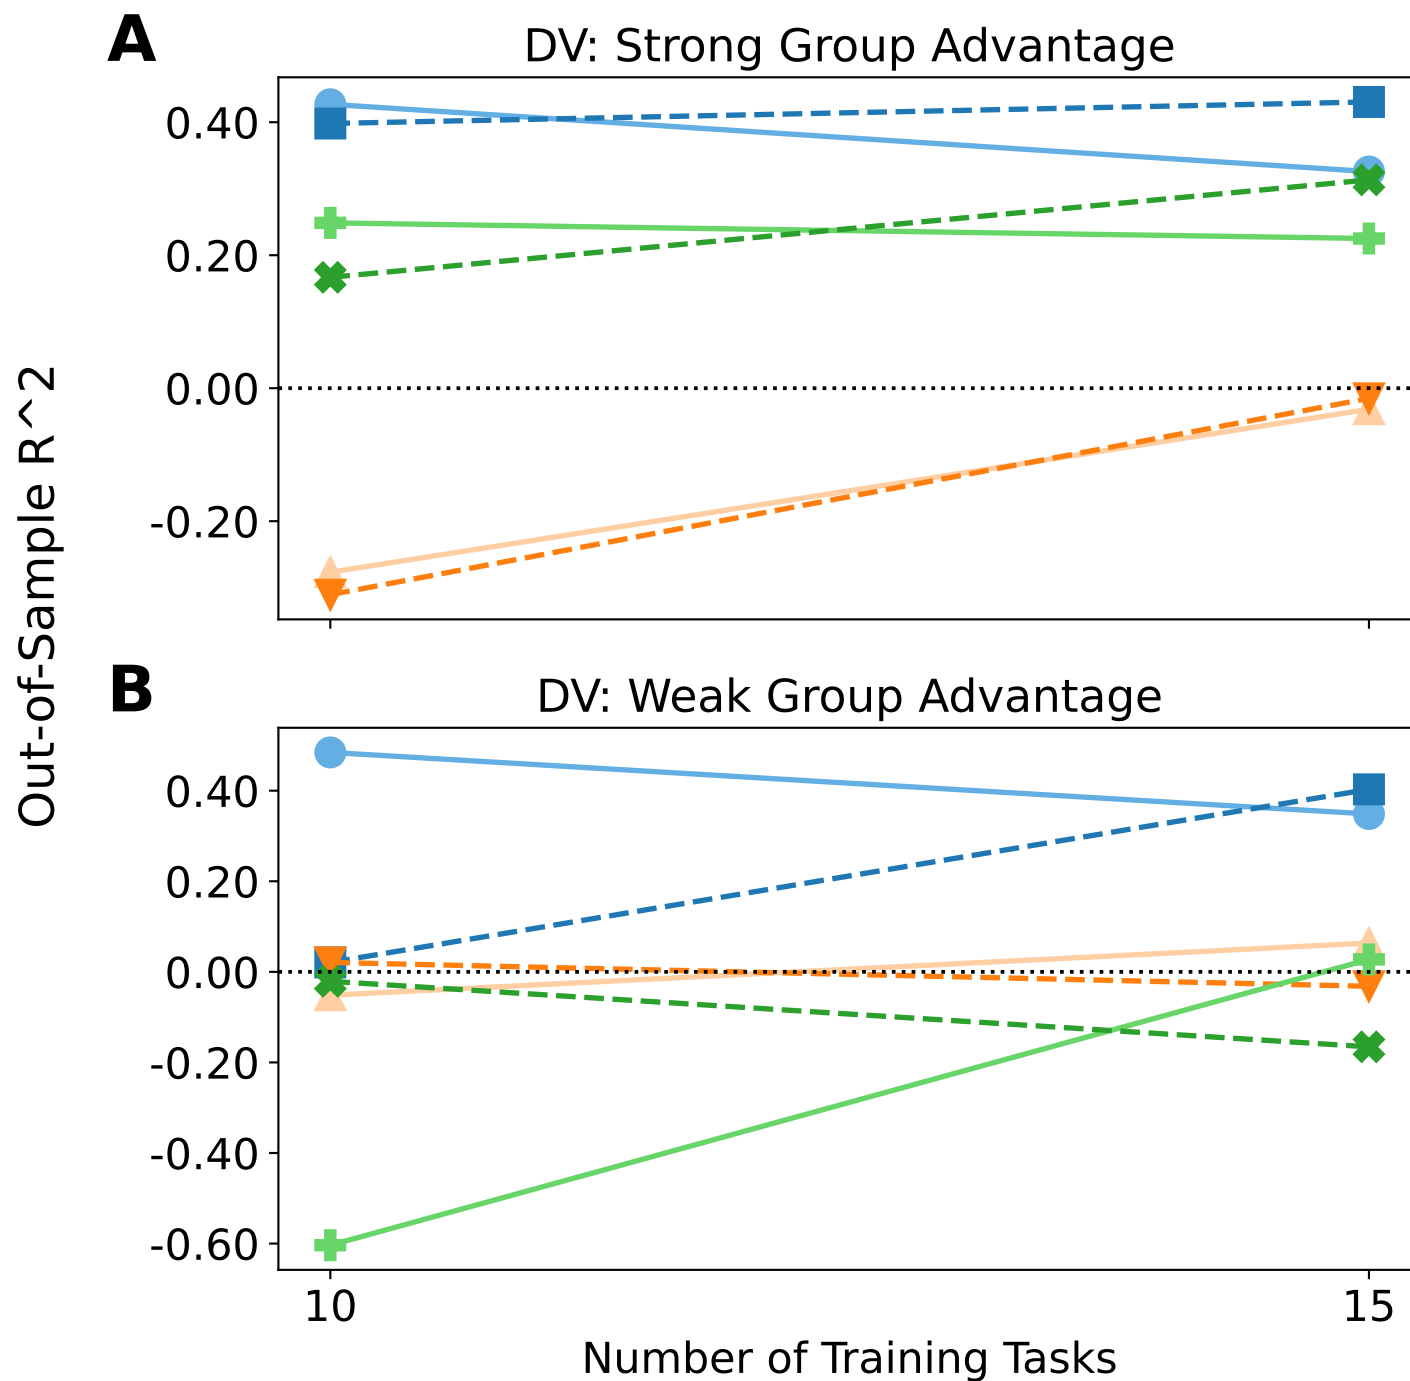 A
DV: Strong Group Advantage
0.40
0.20
0.00
-0.20
Out-of-Sample R^2
B
DV: Weak Group Advantage
0.40
0.20
0.00
-0.20
-0.40
-0.60
10
15
Number of Training Tasks